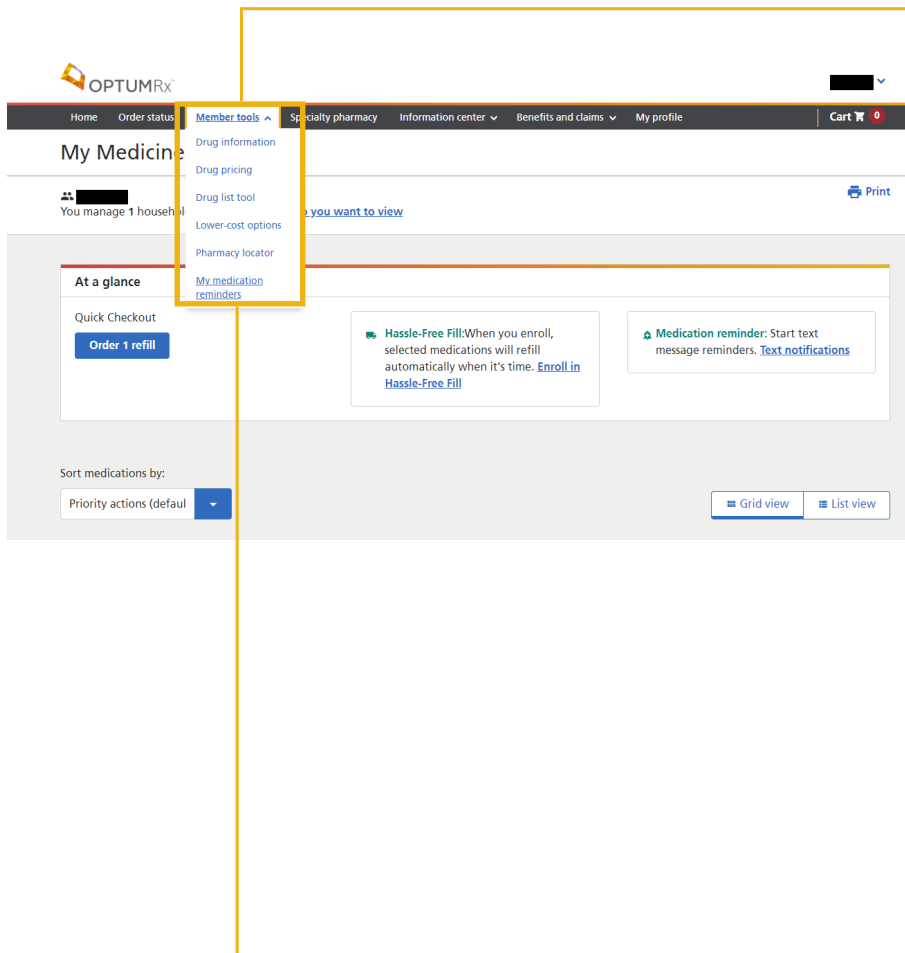 OPTUMRx
Home Order status Member tools Specialty pharmacy Information center Benefits and claims My profile Cart 0
My Medicine
Drug information
Drug pricing
Drug list tool
Lower-cost options
Pharmacy locator
My medication
reminders
Print
You manage 1 you want to view
At a glance
Quick Checkout
Order 1 refill
Hassle-Free Fill:When you enroll,
selected medications will refill
automatically when it's time. Enroll in
Hassle-Free Fill
Medication reminder: Start text
message reminders. Text notifications
Sort medications by:
Priority actions (defaul
Grid view
List view